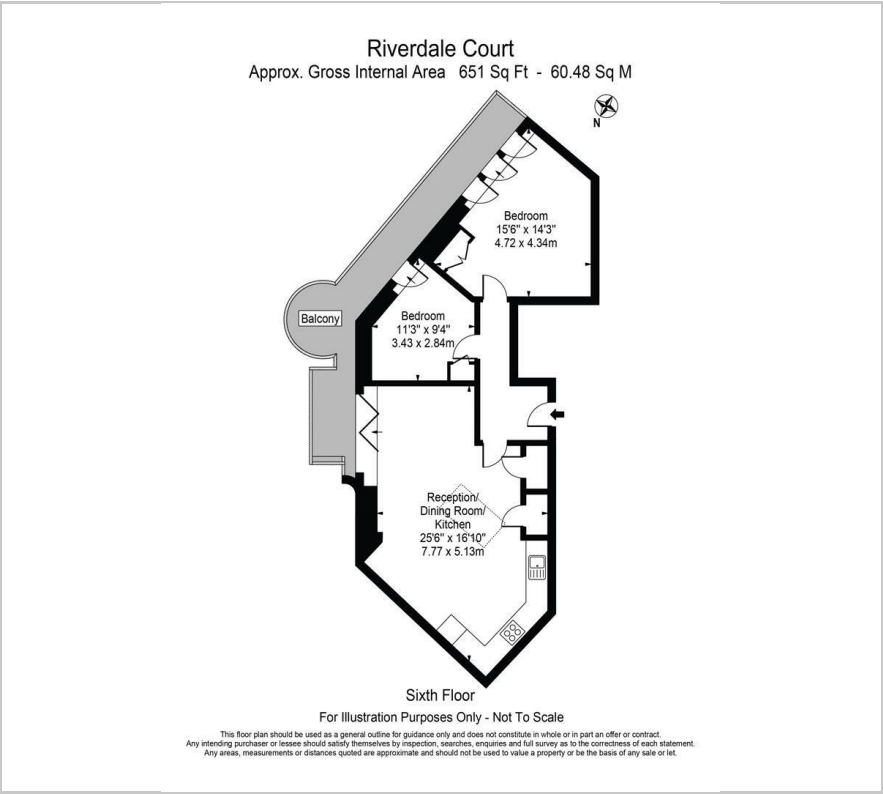 Riverdale Court
Approx. Gross Internal Area 651 Sq Ft - 60.48 Sq M
N
Bedroom
15'6" x 14'3"
4.72 x 4.34m
Balcony
Bedroom
11'3" x 9'4"
3.43 x 2.84m
Reception/
Dining Room/
Kitchen
25'6" x 16'10"
7.77 x 5.13m
Sixth Floor
For Illustration Purposes Only - Not To Scale
This floor plan should be used as a general outline for guidance only and does not constitute in whole or in part an offer or contract.
Any intending purchaser or lessee should satisfy themselves by inspection, searches, enquiries and full survey as to the correctness of each statement.
Any areas, measurements or distances quoted are approximate and should not be used to value a property or be the basis of any sale or let.